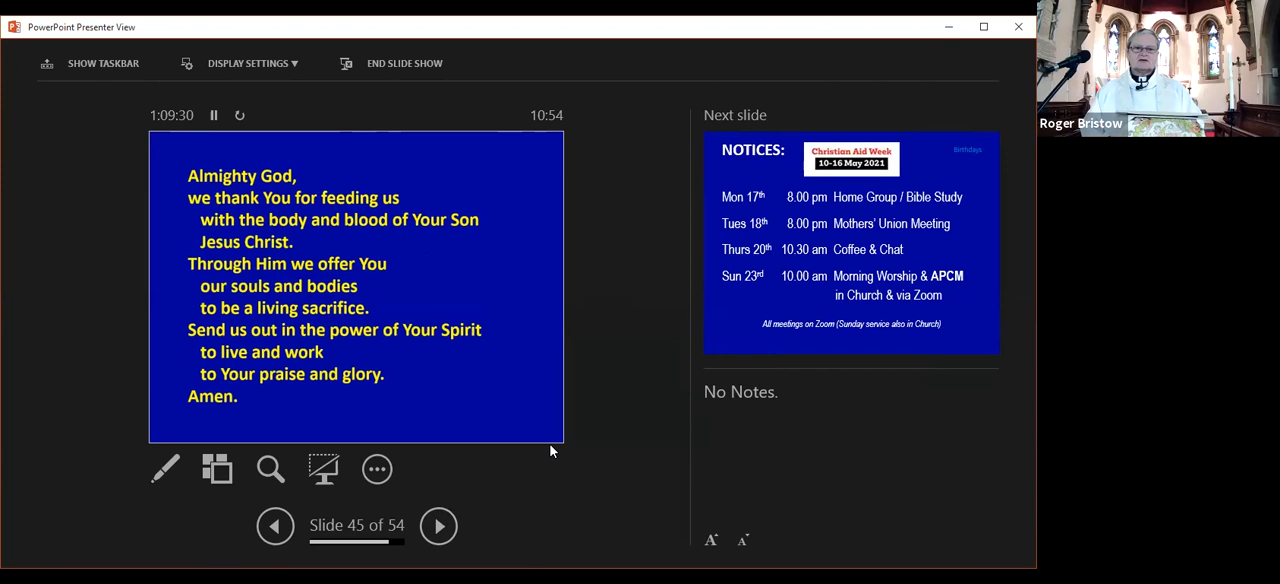 PowerPoint Presenter View
SHOW TASKBAR
DISPLAY SETTINGS ▼
END SLIDE SHOW
1:09:30
10:54
Almighty God,
we thank You for feeding us
with the body and blood of Your Son
Jesus Christ.
Through Him we offer You
our souls and bodies
to be a living sacrifice.
Send us out in the power of Your Spirit
to live and work
to Your praise and glory.
Amen.
Slide 45 of 54
Next slide
NOTICES:
Christian Aid Week
10-16 May 2021
Birthdays
Mon 17th 8.00 pm Home Group / Bible Study
Tues 18th 8.00 pm Mothers' Union Meeting
Thurs 20th 10.30 am Coffee & Chat
Sun 23rd 10.00 am Morning Worship & APCM
in Church & via Zoom
All meetings on Zoom (Sunday service also in Church)
No Notes.
A A
Roger Bristow